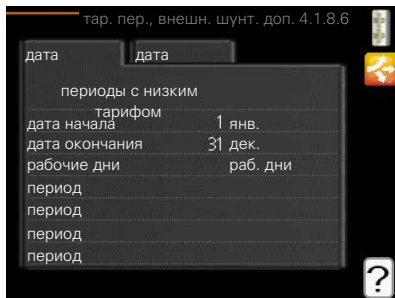 тар. пер., внешн. шунт. доп. 4.1.8.6
дата дата
периоды с низким
тарифом
дата начала 1 янв.
дата окончания 31 дек.
рабочие дни раб. дни
период
период
период
период
?